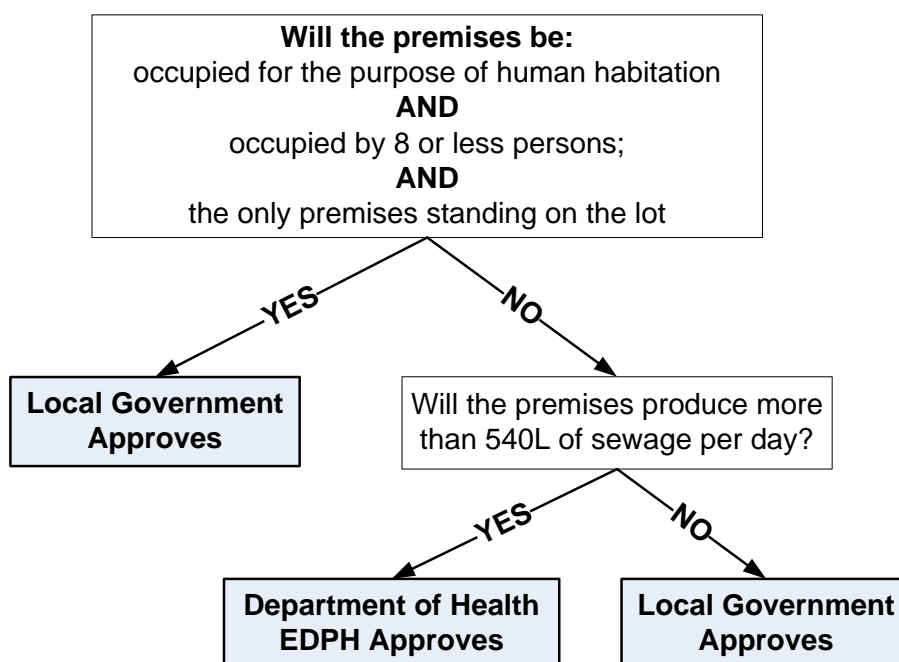 Will the premises be:
occupied for the purpose of human habitation
AND
occupied by 8 or less persons;
AND
the only premises standing on the lot
YES
NO
Local Government
Approves
Will the premises produce more
than 540L of sewage per day?
YES
NO
Department of Health
EDPH Approves
Local Government
Approves